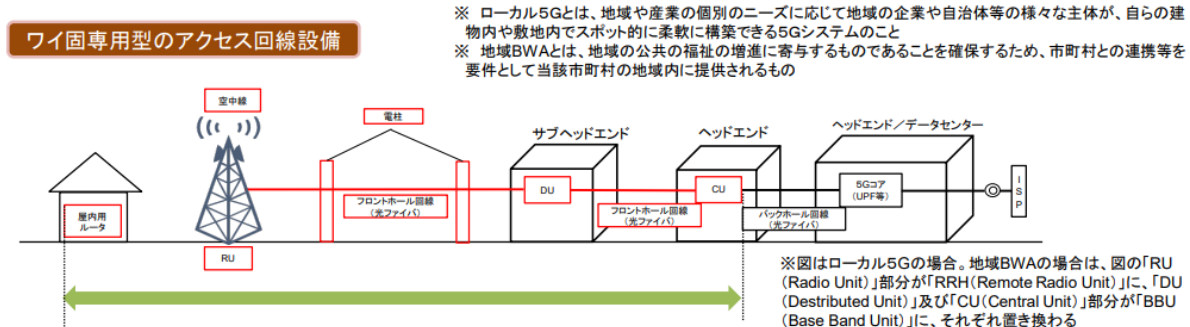 ※ ローカル5Gとは、地域や産業の個別のニーズに応じて地域の企業や自治体等の様々な主体が、自らの建
物内や敷地内でスポット的に柔軟に構築できる5Gシステムのこと
※ 地域BWAとは、地域の公共の福祉の増進に寄与するものであることを確保するため、市町村との連携等を
要件として当該市町村の地域内に提供されるもの
ワイ固専用型のアクセス回線設備
空中線
電柱
サブヘッドエンド
ヘッドエンド
ヘッドエンド／データセンター
DU
CU
5Gコア
(UPF等)
ISP
屋内用
ルータ
フロントホール回線
(光ファイバ)
フロントホール回線
(光ファイバ)
バックホール回線
(光ファイバ)
RU
※図はローカル5Gの場合。地域BWAの場合は、図の「RU
(Radio Unit)」部分が「RRH(Remote Radio Unit)」に、「DU
(Destributed Unit)」及び「CU(Central Unit)」部分が「BBU
(Base Band Unit)」に、それぞれ置き換わる